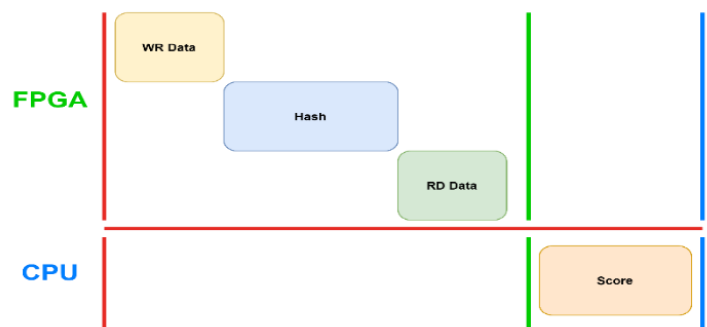 WR Data
FPGA
Hash
RD Data
CPU
Score